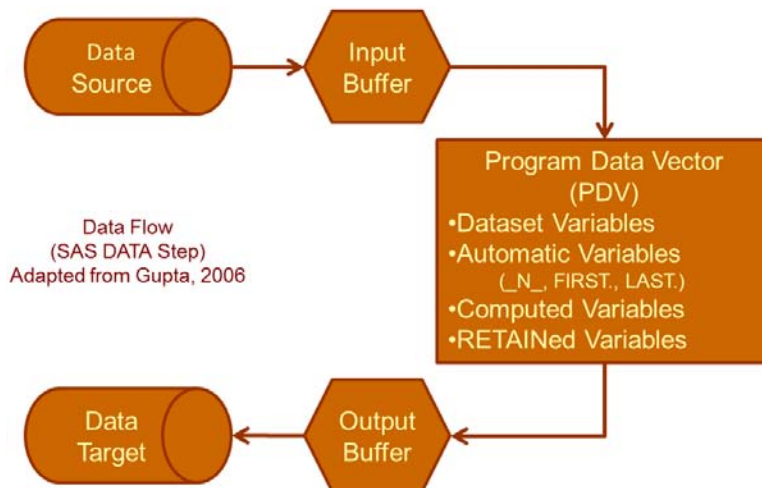 Data
Source
Input
Buffer
Program Data Vector
(PDV)
•Dataset Variables
•Automatic Variables
(_N_, FIRST., LAST.)
•Computed Variables
•RETAINed Variables
Data Flow
(SAS DATA Step)
Adapted from Gupta, 2006
Data
Target
Output
Buffer